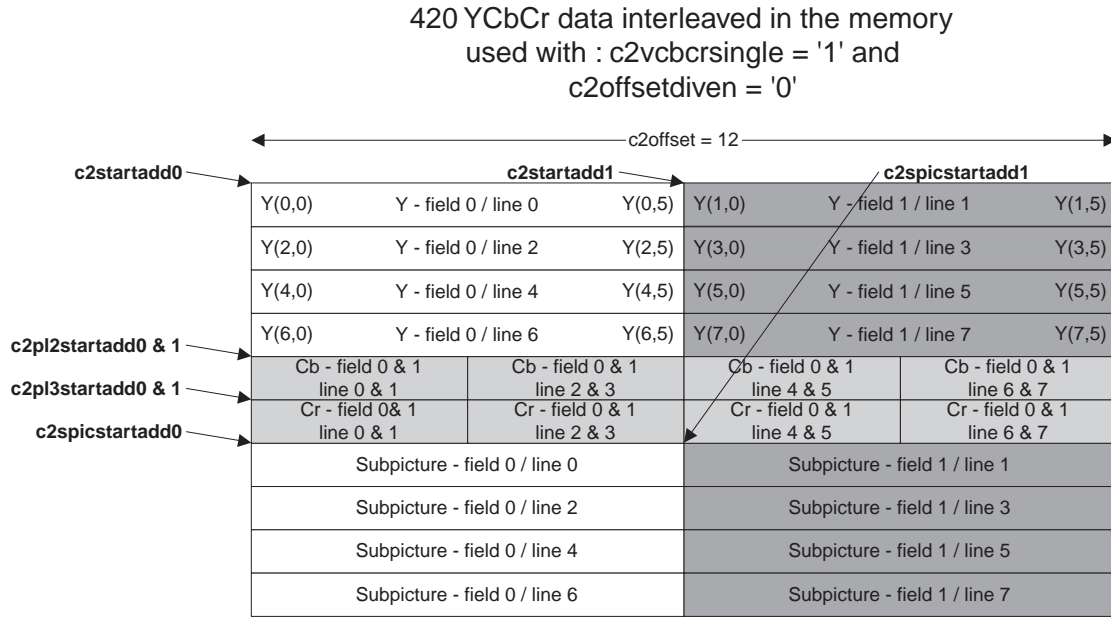 420 YCbCr data interleaved in the memory
used with : c2vcbcrsingle = '1' and
c2offsetdiven = '0'
c2offset = 12
c2startadd0
c2startadd1
c2spicstartadd1
Y(0,0) Y - field 0 / line 0 Y(0,5) Y(1,0) Y - field 1 / line 1 Y(1,5)
Y(2,0) Y - field 0 / line 2 Y(2,5) Y(3,0) Y - field 1 / line 3 Y(3,5)
Y(4,0) Y - field 0 / line 4 Y(4,5) Y(5,0) Y - field 1 / line 5 Y(5,5)
Y(6,0) Y - field 0 / line 6 Y(6,5) Y(7,0) Y - field 1 / line 7 Y(7,5)
c2pl2startadd0 & 1
Cb - field 0 & 1 Cb - field 0 & 1 Cb - field 0 & 1 Cb - field 0 & 1
line 0 & 1 line 2 & 3 line 4 & 5 line 6 & 7
c2pl3startadd0 & 1
Cr - field 0& 1 Cr - field 0 & 1 Cr - field 0 & 1 Cr - field 0 & 1
line 0 & 1 line 2 & 3 line 4 & 5 line 6 & 7
c2spicstartadd0
Subpicture - field 0 / line 0 Subpicture - field 1 / line 1
Subpicture - field 0 / line 2 Subpicture - field 1 / line 3
Subpicture - field 0 / line 4 Subpicture - field 1 / line 5
Subpicture - field 0 / line 6 Subpicture - field 1 / line 7